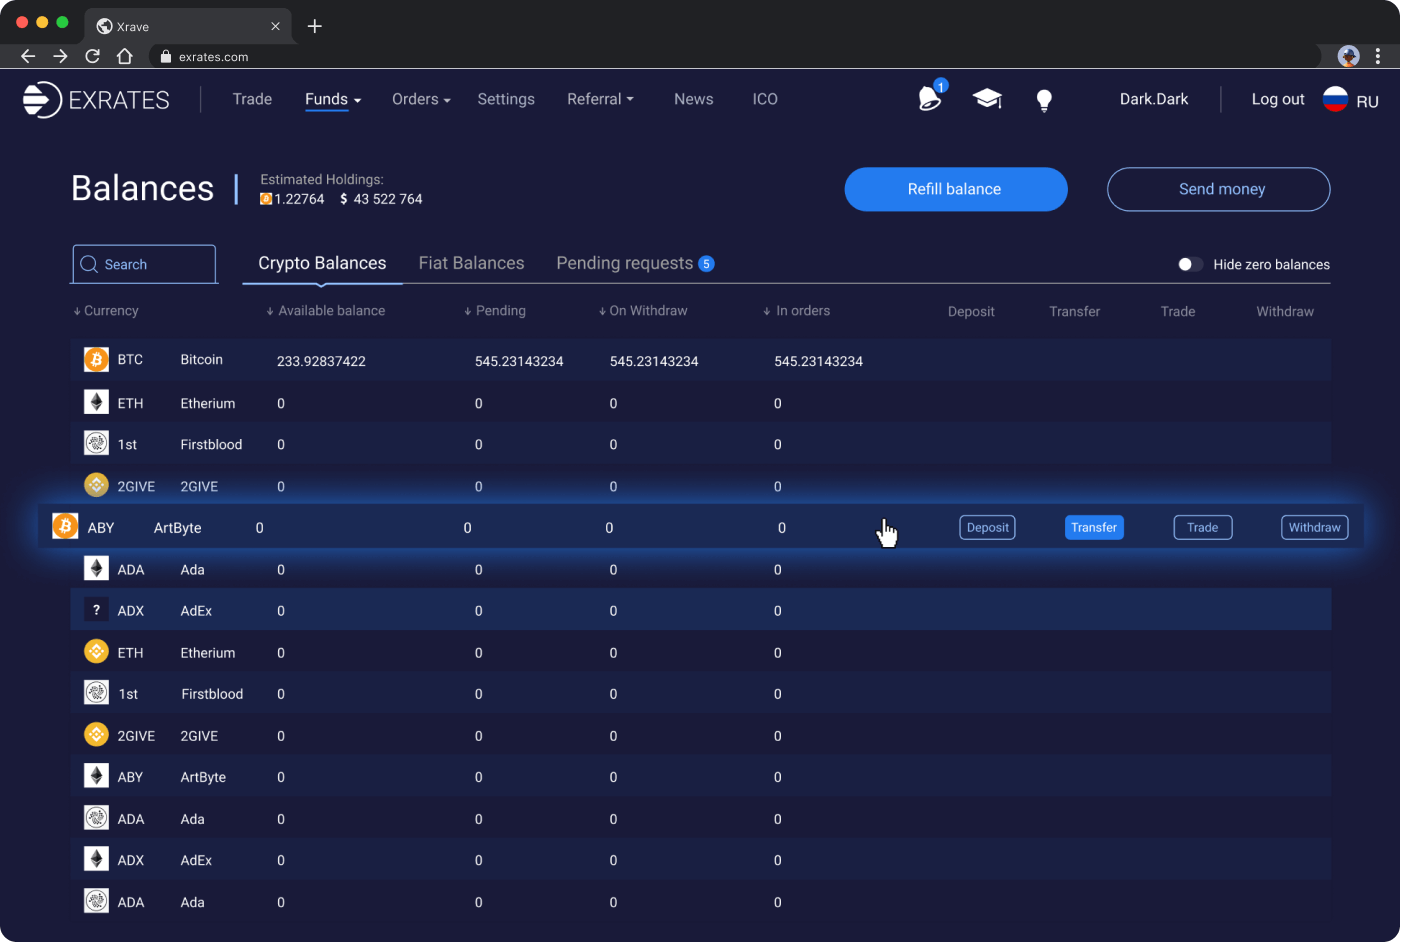 Xrave
exrates.com
EXRATES Trade Funds Orders Settings Referral News ICO 1 Dark.Dark Log out RU
Balances
Estimated Holdings:
1.22764 $ 43 522 764
Refill balance Send money
Search Crypto Balances Fiat Balances Pending requests 5 Hide zero balances
↓ Currency ↓ Available balance ↓ Pending ↓ On Withdraw ↓ In orders Deposit Transfer Trade Withdraw
BTC Bitcoin 233.92837422 545.23143234 545.23143234 545.23143234
ETH Etherium 0 0 0 0
1st Firstblood 0 0 0 0
2GIVE 2GIVE 0 0 0 0
ABY ArtByte 0 0 0 0 Deposit Transfer Trade Withdraw
ADA Ada 0 0 0 0
? ADX AdEx 0 0 0 0
ETH Etherium 0 0 0 0
1st Firstblood 0 0 0 0
2GIVE 2GIVE 0 0 0 0
ABY ArtByte 0 0 0 0
ADA Ada 0 0 0 0
ADX AdEx 0 0 0 0
ADA Ada 0 0 0 0